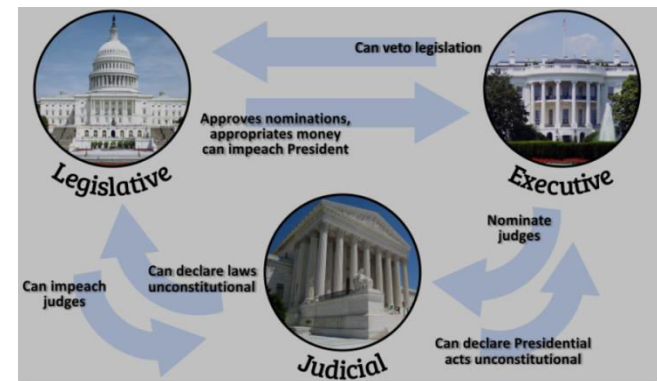 Can veto legislation
Approves nominations,
appropriates money
can impeach President
Legislative
Executive
Nominate
judges
Can declare laws
unconstitutional
Can impeach
judges
Can declare Presidential
acts unconstitutional
Judicial